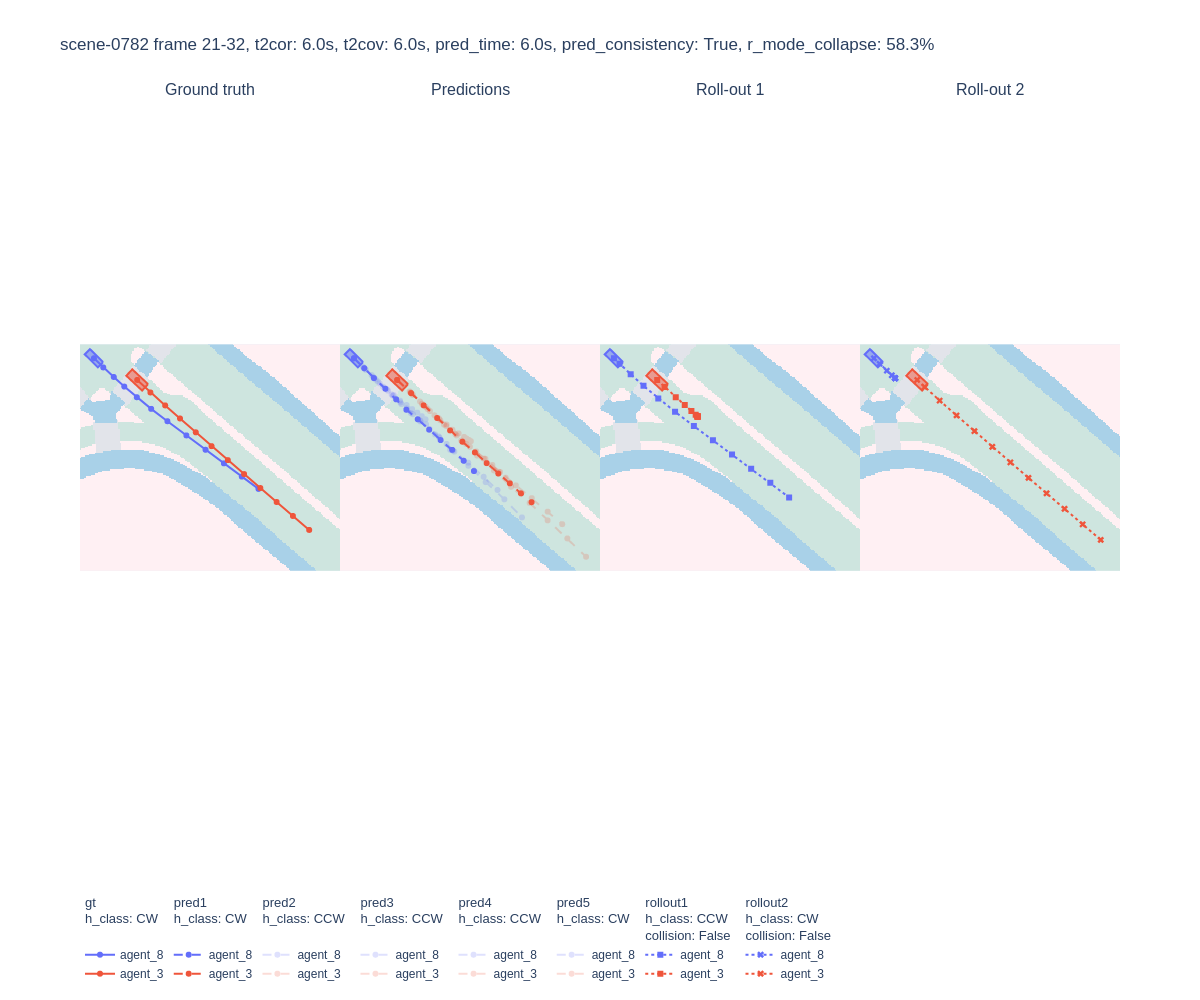 scene-0782 frame 21-32, t2cor: 6.0s, t2cov: 6.0s, pred_time: 6.0s, pred_consistency: True, r_mode_collapse: 58.3%
Ground truth
Predictions
Roll-out 1
Roll-out 2
gt
h_class: CW
agent_8
agent_3
pred1
h_class: CW
agent_8
agent_3
pred2
h_class: CCW
agent_8
agent_3
pred3
h_class: CCW
agent_8
agent_3
pred4
h_class: CCW
agent_8
agent_3
pred5
h_class: CW
agent_8
agent_3
rollout1
h_class: CCW
collision: False
agent_8
agent_3
rollout2
h_class: CW
collision: False
agent_8
agent_3